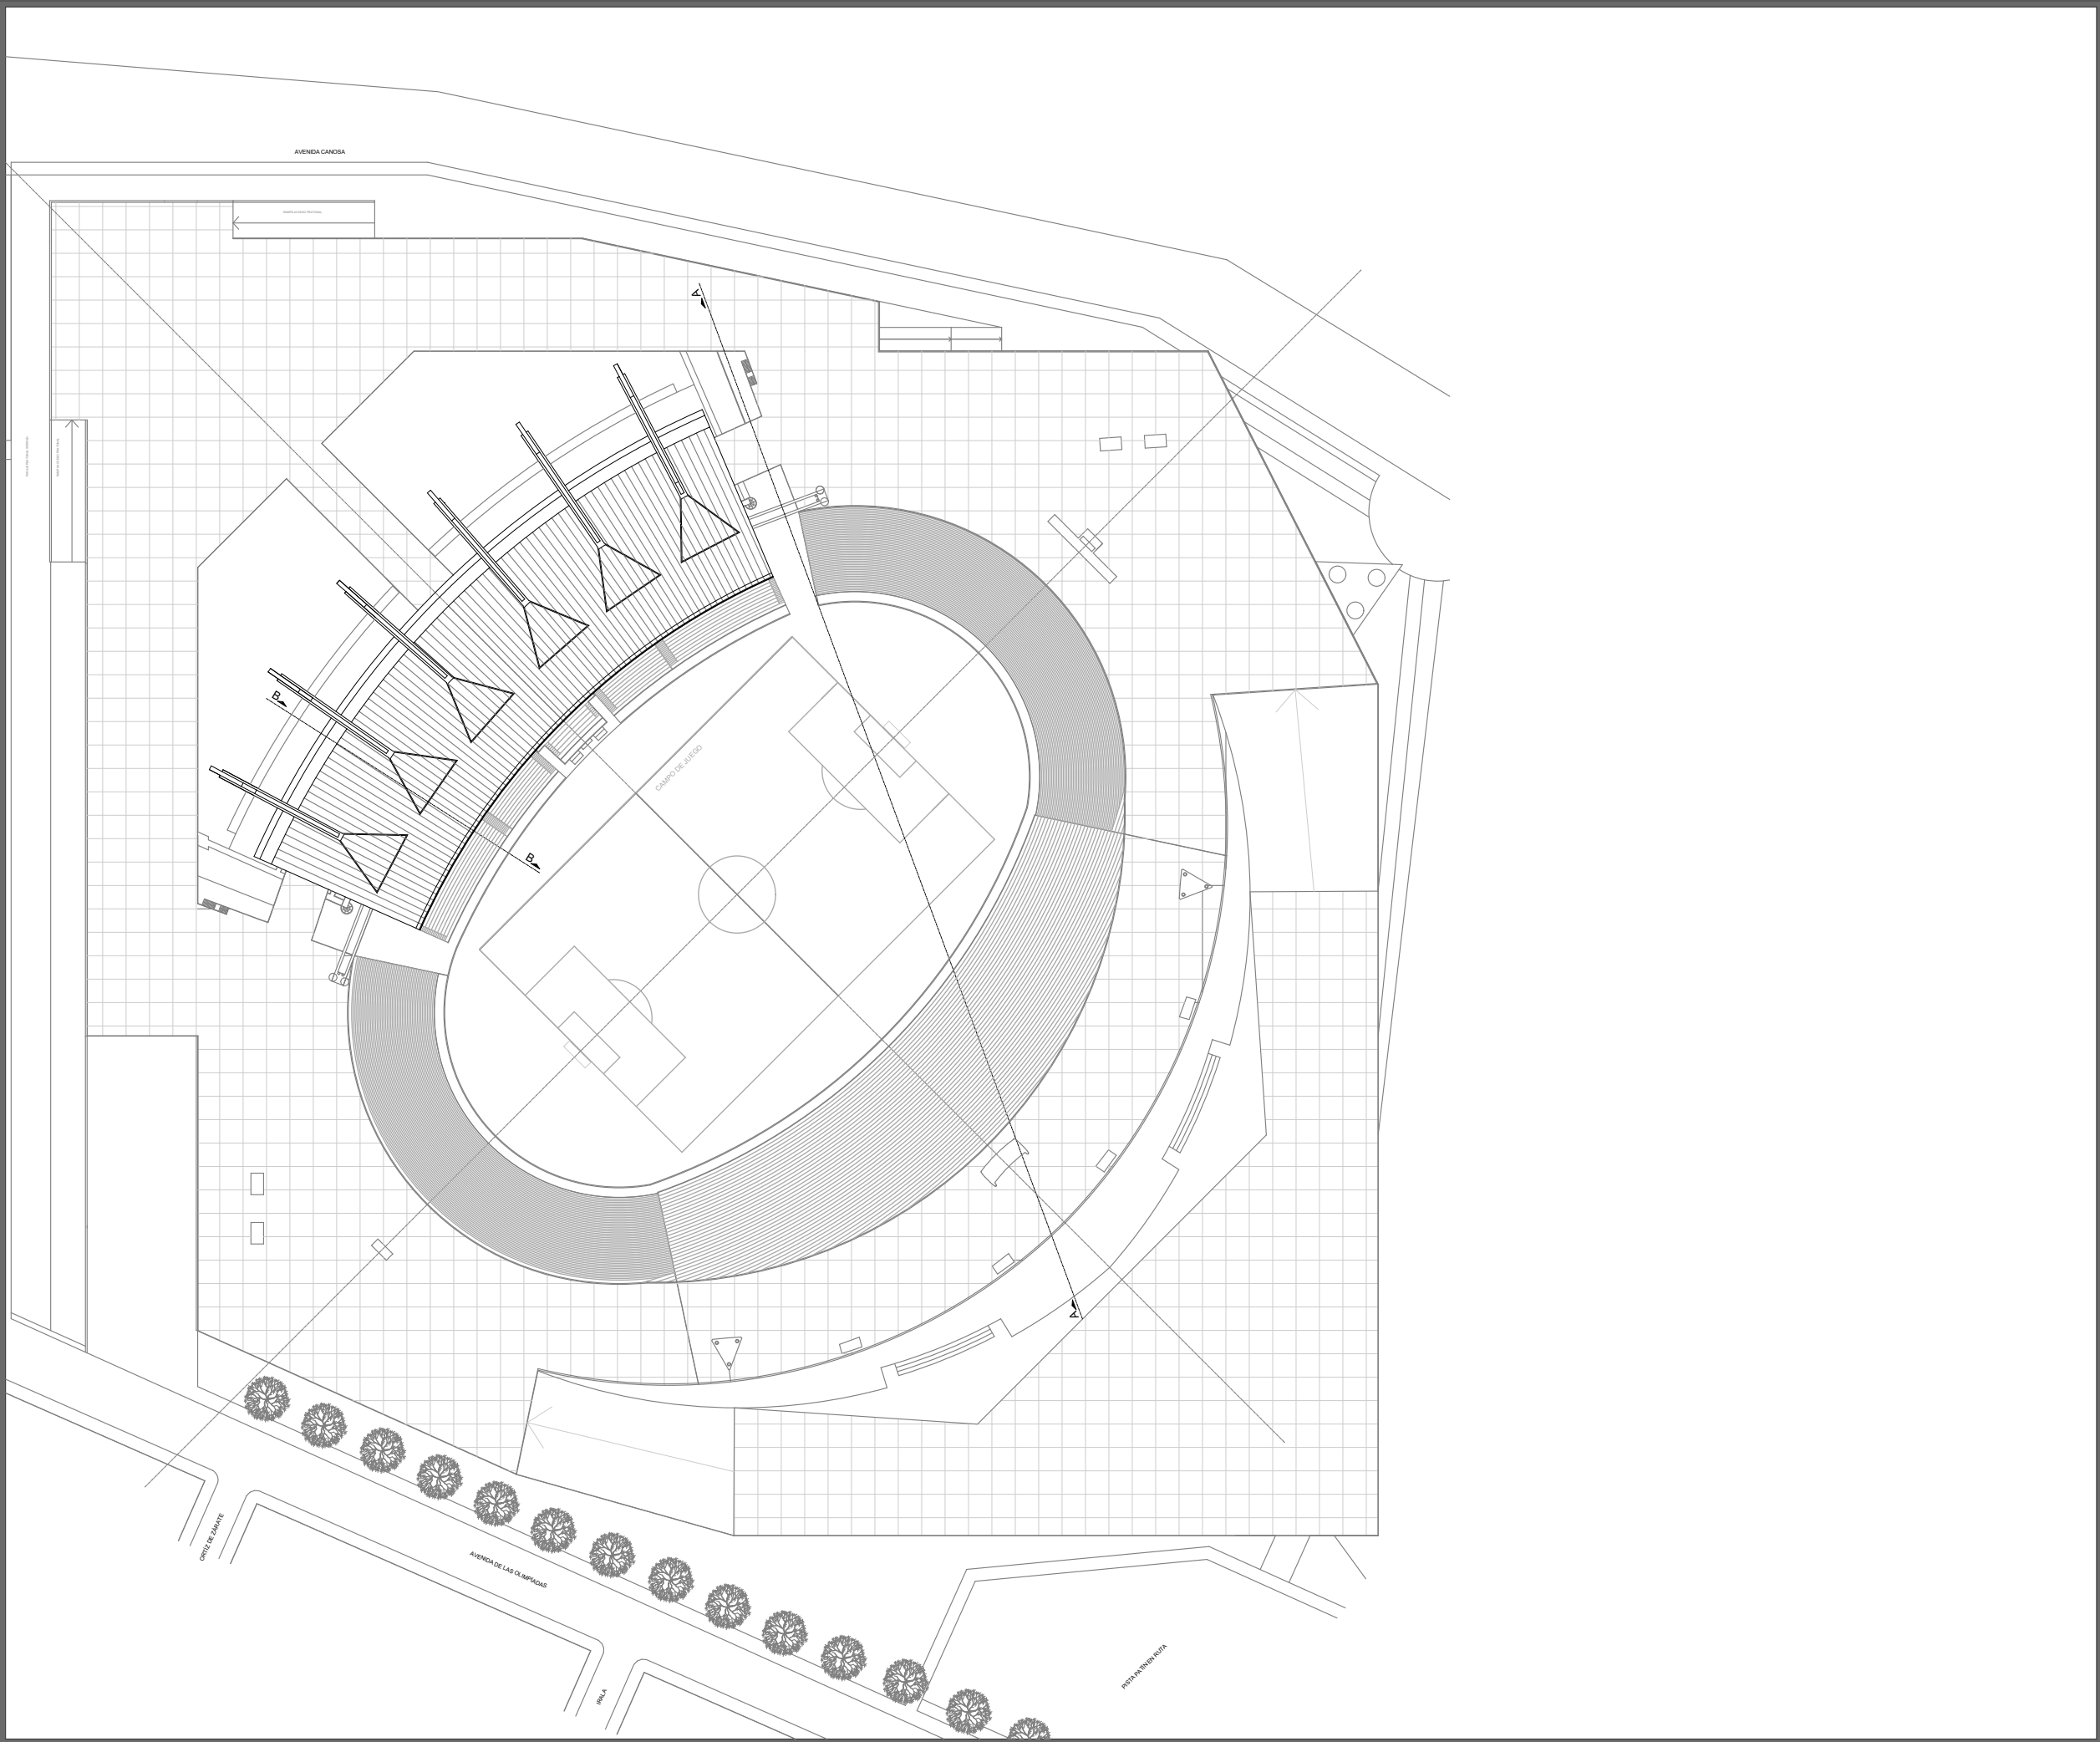 AVENIDA CANOSA
A
B
CAMPO DE JUEGO
B
A
ORTIZ DE ZÁRATE
AVENIDA DE LAS OLIMPIADAS
IRALA
PISTA PATIN EN RUTA